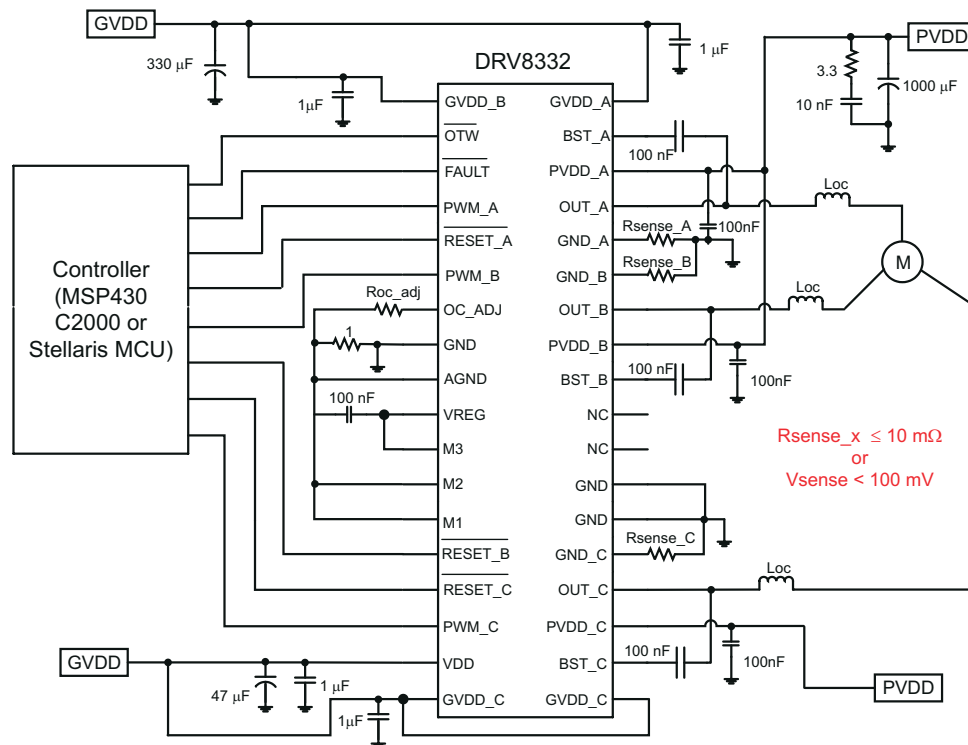 GVDD
PVDD
330 μF
1μF
1 μF
3.3
10 nF
1000 μF
DRV8332
GVDD_B
GVDD_A
OTW
BST_A
100 nF
FAULT
PVDD_A
PWM_A
OUT_A
Loc
100nF
RESET_A
GND_A
Rsense_A
PWM_B
GND_B
Rsense_B
M
Controller
(MSP430
C2000 or
Stellaris MCU)
Roc_adj
OC_ADJ
OUT_B
Loc
1
GND
PVDD_B
AGND
BST_B
100 nF
100nF
100 nF
VREG
NC
M3
NC
M2
GND
M1
GND
Rsense_x ≤ 10 mΩ
or
Vsense < 100 mV
RESET_B
GND_C
Rsense_C
RESET_C
OUT_C
Loc
PWM_C
PVDD_C
GVDD
VDD
BST_C
100 nF
100nF
47 μF
1 μF
GVDD_C
GVDD_C
1μF
PVDD